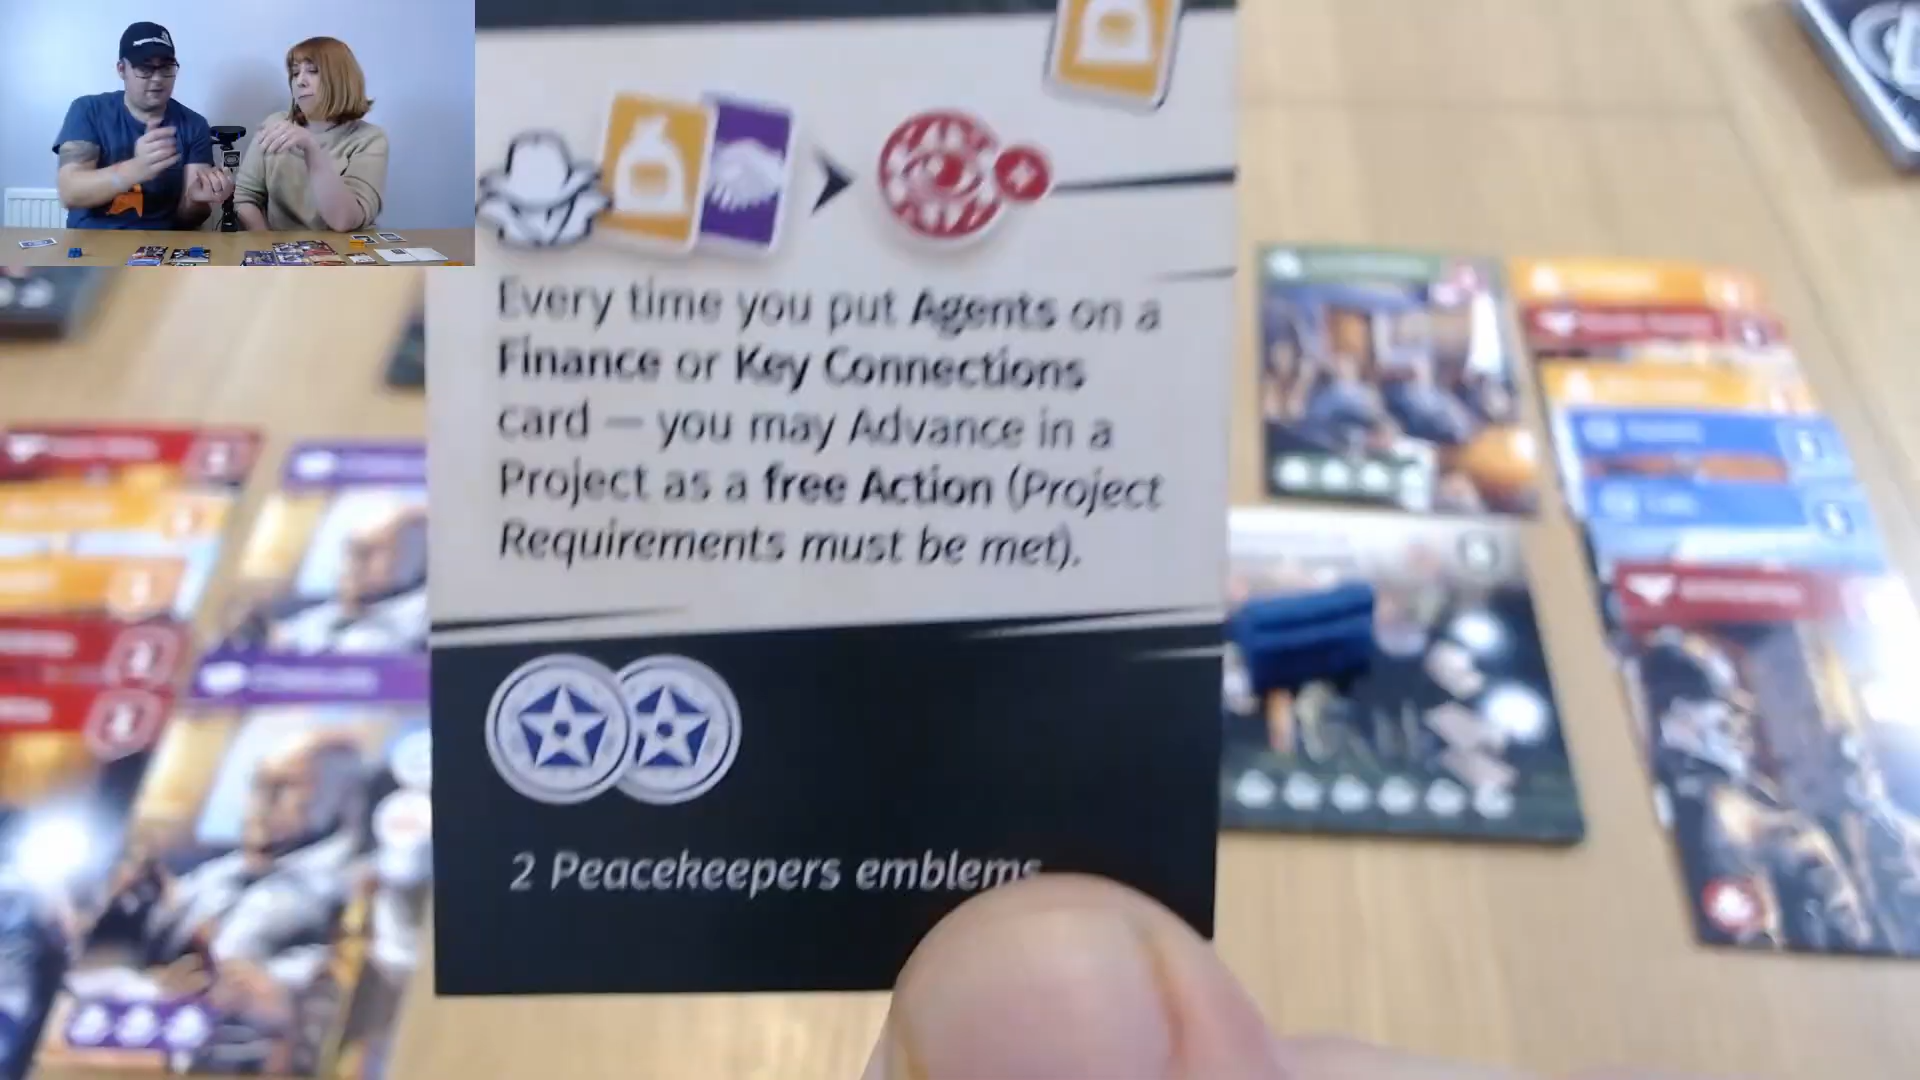 Every time you put Agents on a
Finance or Key Connections
card — you may Advance in a
Project as a free Action (Project
Requirements must be met).
2 Peacekeepers emblems